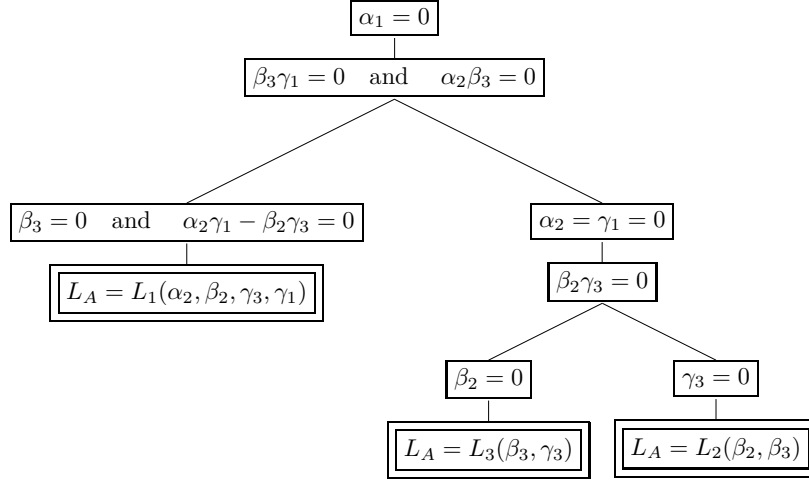 α₁ = 0
β₃γ₁ = 0 and α₂β₃ = 0
β₃ = 0 and α₂γ₁ − β₂γ₃ = 0
α₂ = γ₁ = 0
L_A = L₁(α₂, β₂, γ₃, γ₁)
β₂γ₃ = 0
β₂ = 0
γ₃ = 0
L_A = L₃(β₃, γ₃)
L_A = L₂(β₂, β₃)